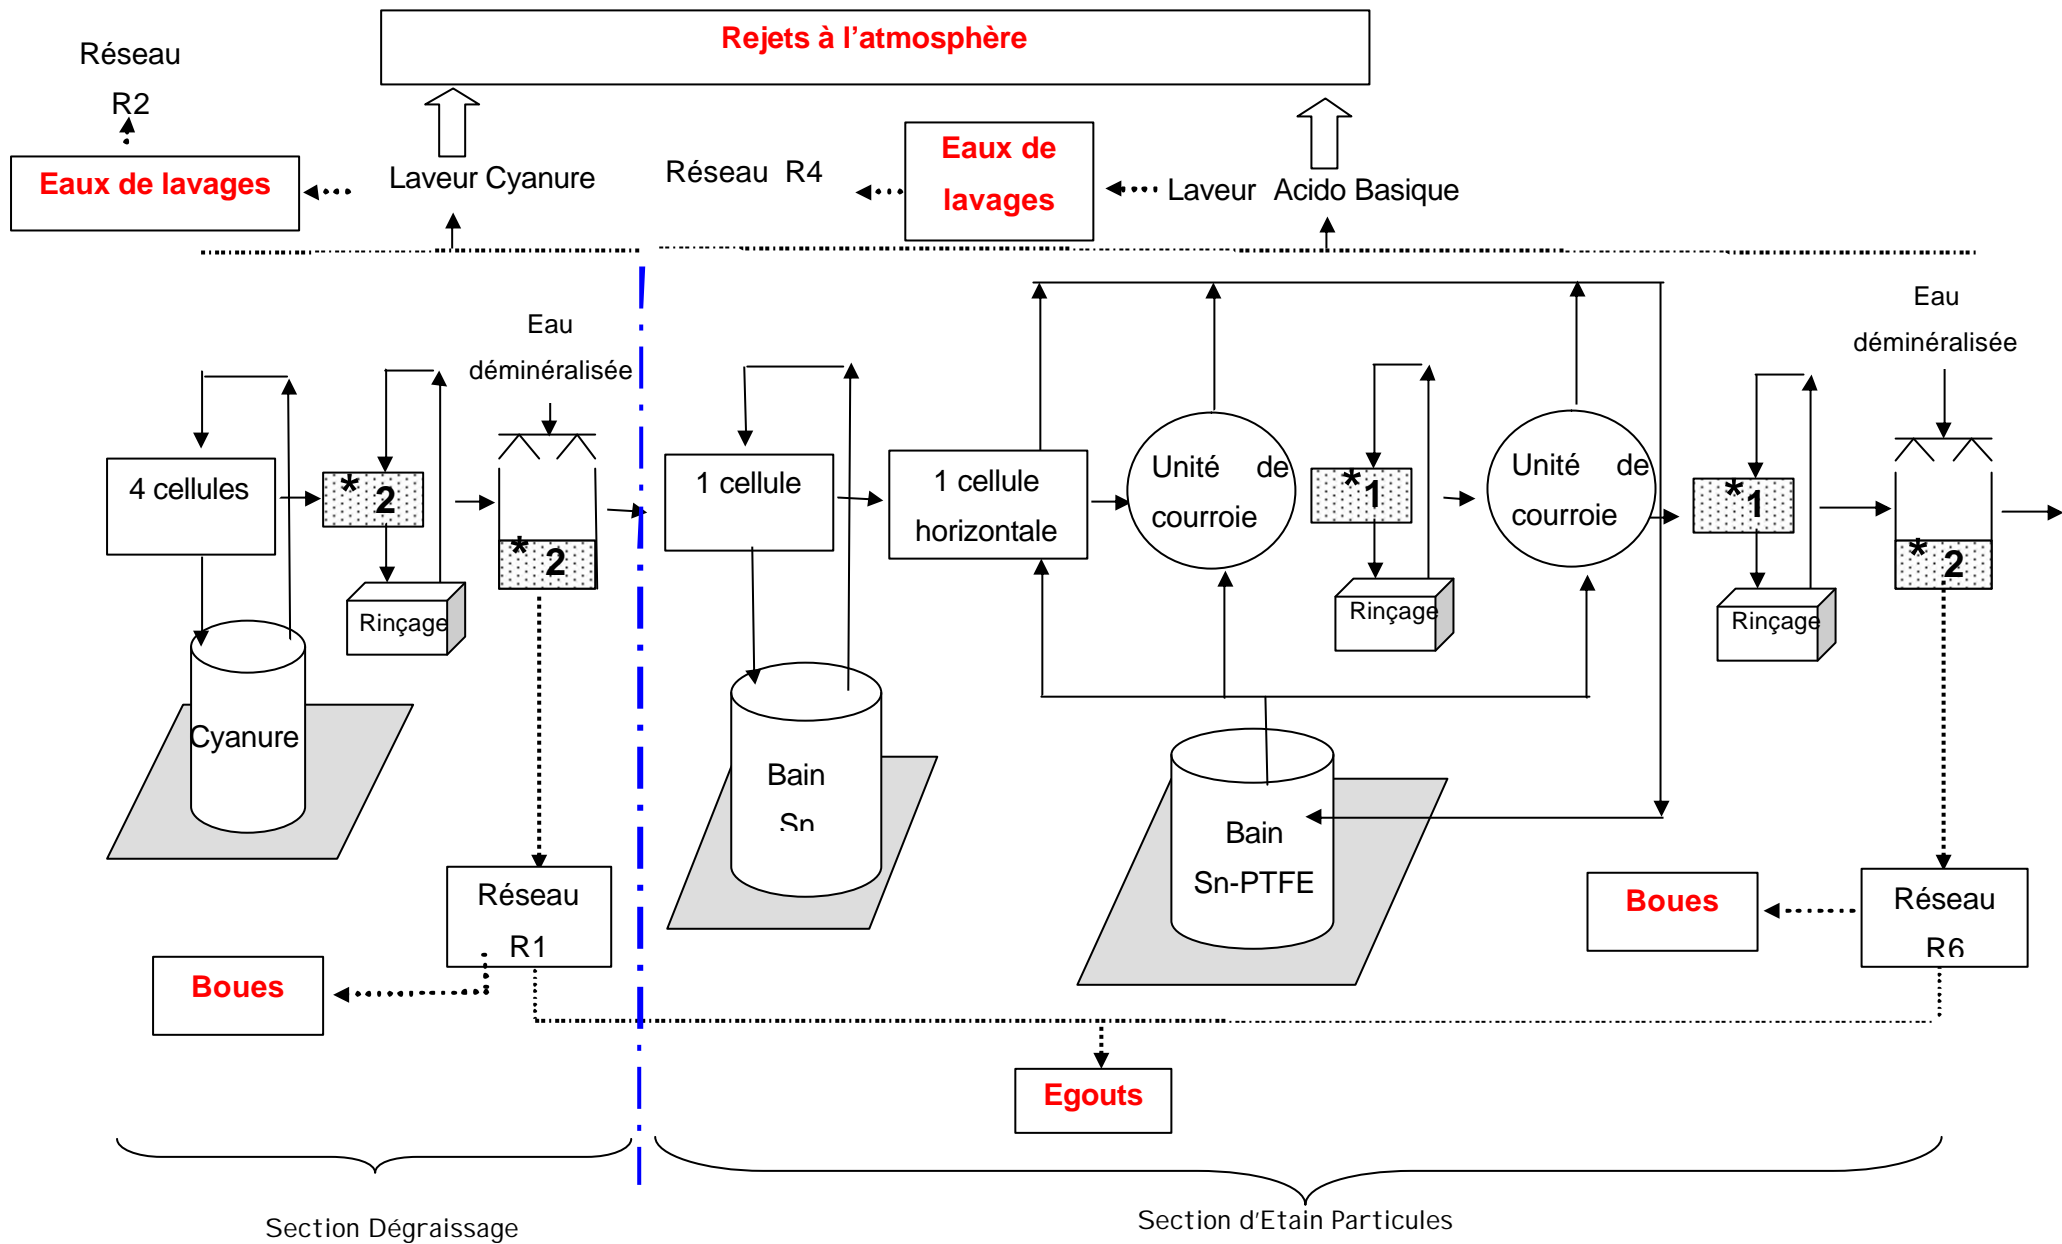 Rejets à l'atmosphère
Réseau
R2
Eaux de lavages
Laveur Cyanure
Réseau R4
Eaux de
lavages
Laveur Acido Basique
Eau
déminéralisée
Eau
déminéralisée
4 cellules
* 2
* 2
Rinçage
Cyanure
1 cellule
1 cellule
horizontale
Unité de
courroie
*1
Rinçage
Unité de
courroie
*1
Rinçage
* 2
Bain
Sn
Bain
Sn-PTFE
Réseau
R1
Boues
Boues
Réseau
R6
Egouts
Section Dégraissage
Section d'Etain Particules